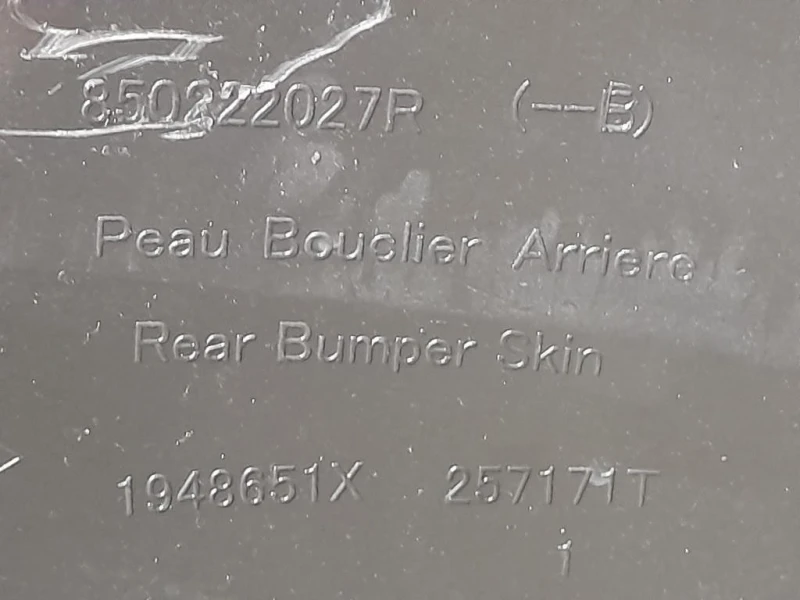 850222027R (--B)
Peau Bouclier Arriere
Rear Bumper Skin
1948651X 257171T
1